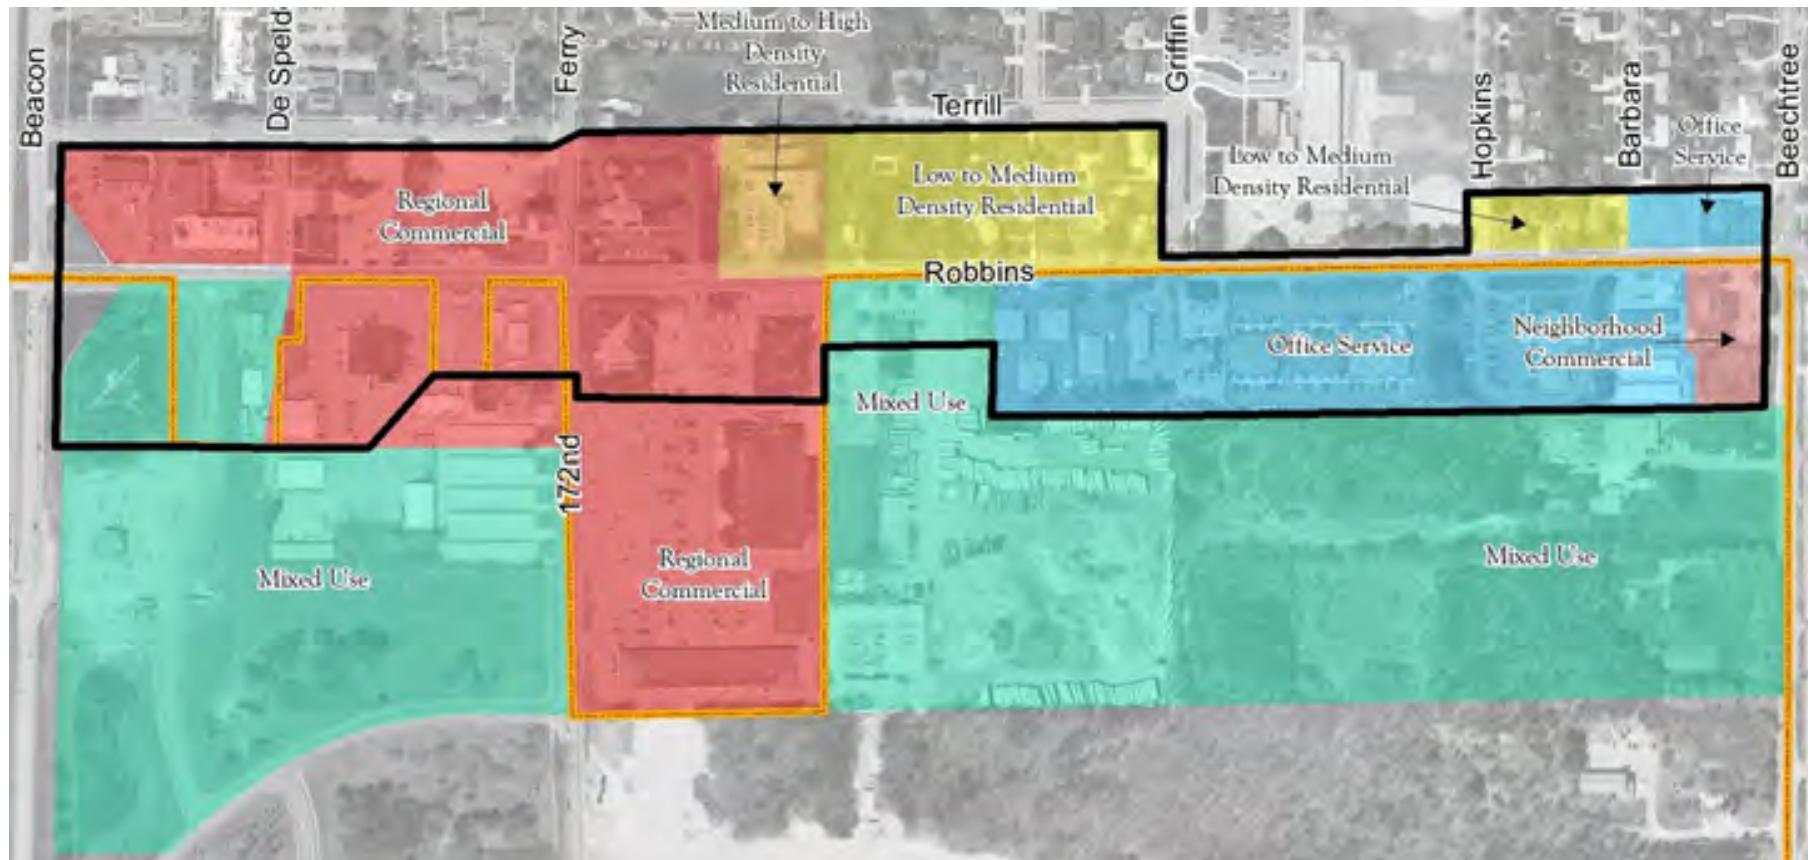 Beacon
De Speld
Ferry
Medium to High
Density
Residential
Terrill
Griffin
Hopkins
Barbara
Beechtree
Office
Service
Low to Medium
Density Residential
Low to Medium
Density Residential
Regional
Commercial
Robbins
Office Service
Neighborhood
Commercial
Mixed Use
172nd
Mixed Use
Regional
Commercial
Mixed Use